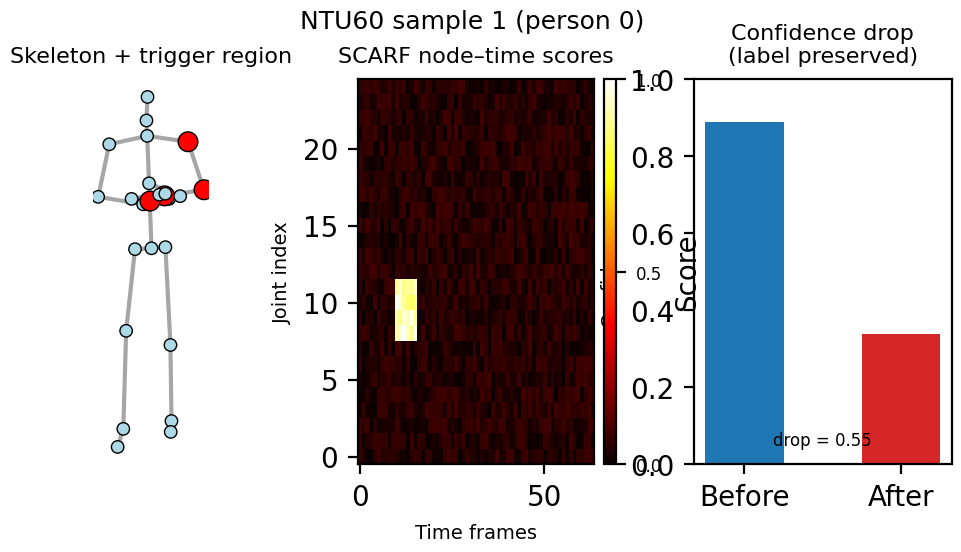 NTU60 sample 1 (person 0)
Skeleton + trigger region
SCARF node–time scores
Confidence drop
(label preserved)
Joint index
20
15
10
5
0
0
50
Time frames
1.0
0.5
0.0
Score
1.0
0.8
0.6
0.4
0.2
0.0
drop = 0.55
Before
After